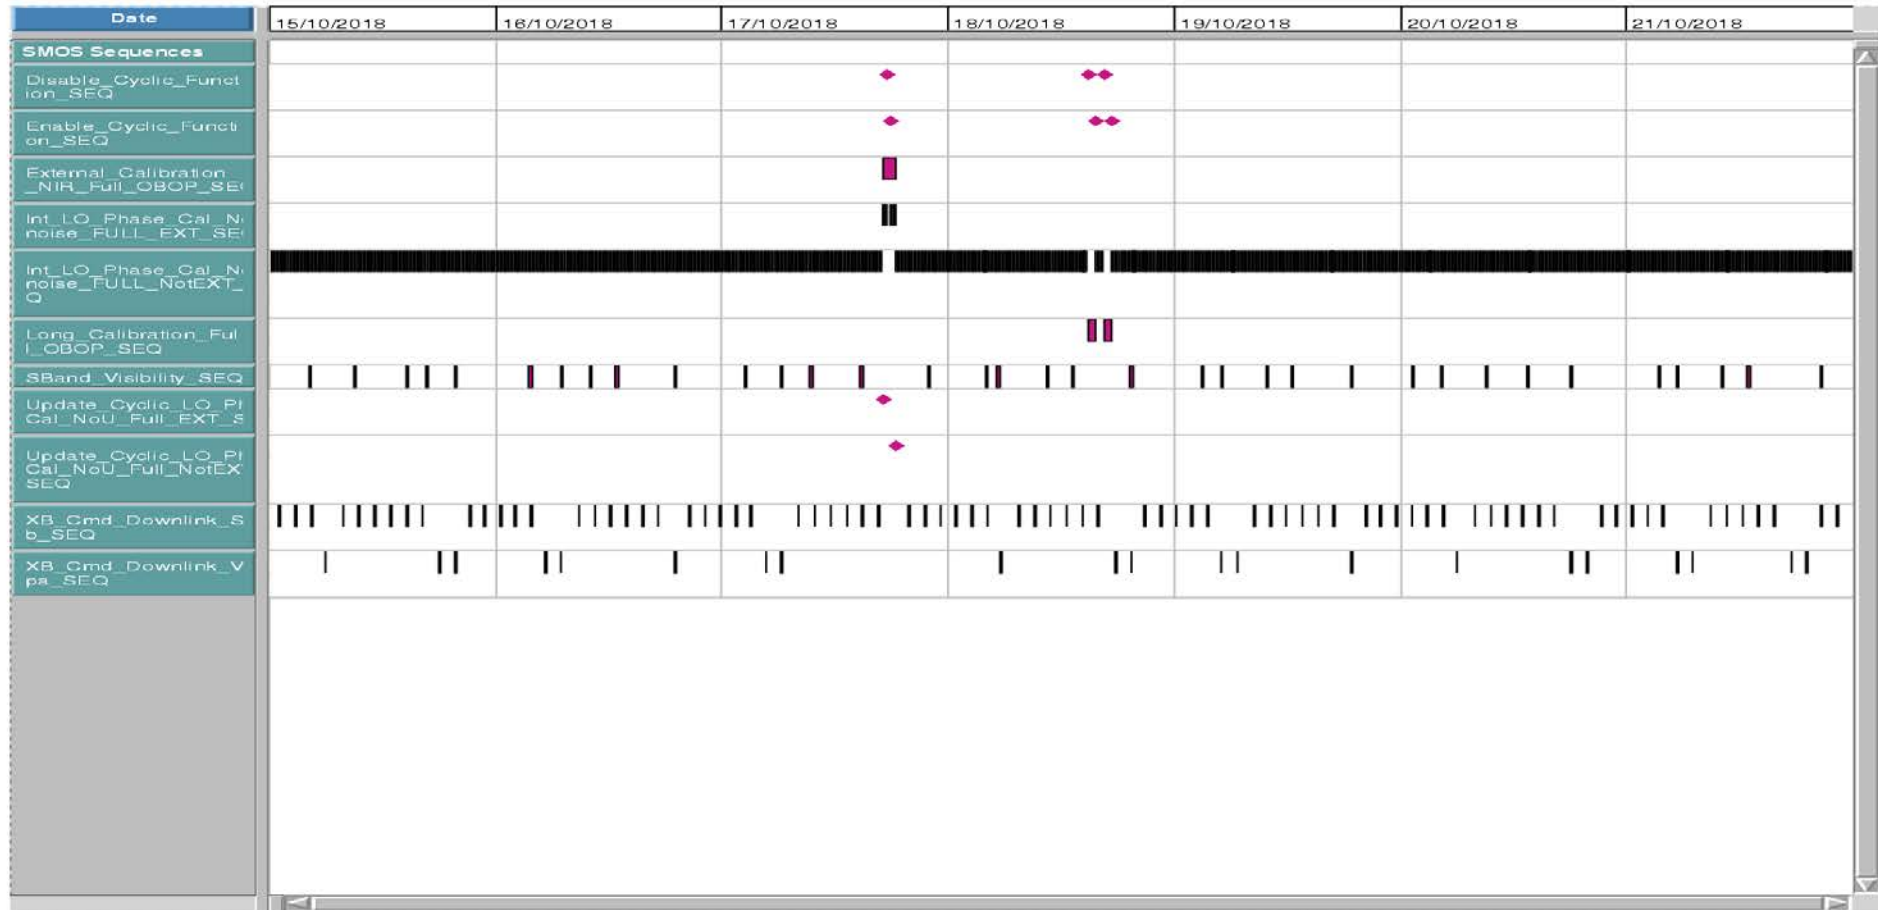 Date
15/10/2018 16/10/2018 17/10/2018 18/10/2018 19/10/2018 20/10/2018 21/10/2018
SMOS Sequences
Disable_Cyclic_Funct
ion_SEQ
Enable_Cyclic_Functi
on_SEQ
External_Calibration
_NIR_Full_OBOP_SE
Int_LO_Phase_Cal_N
noise_FULL_EXT_SE
Int_LO_Phase_Cal_N
noise_FULL_NotEXT_
Q
Long_Calibration_Ful
l_OBOP_SEQ
SBand_Visibility_SEQ
Update_Cyclic_LO_P
Cal_NoU_Full_EXT_S
Update_Cyclic_LO_P
Cal_NoU_Full_NotEX
SEQ
XB_Cmd_Downlink_S
b_SEQ
XB_Cmd_Downlink_V
pa_SEQ